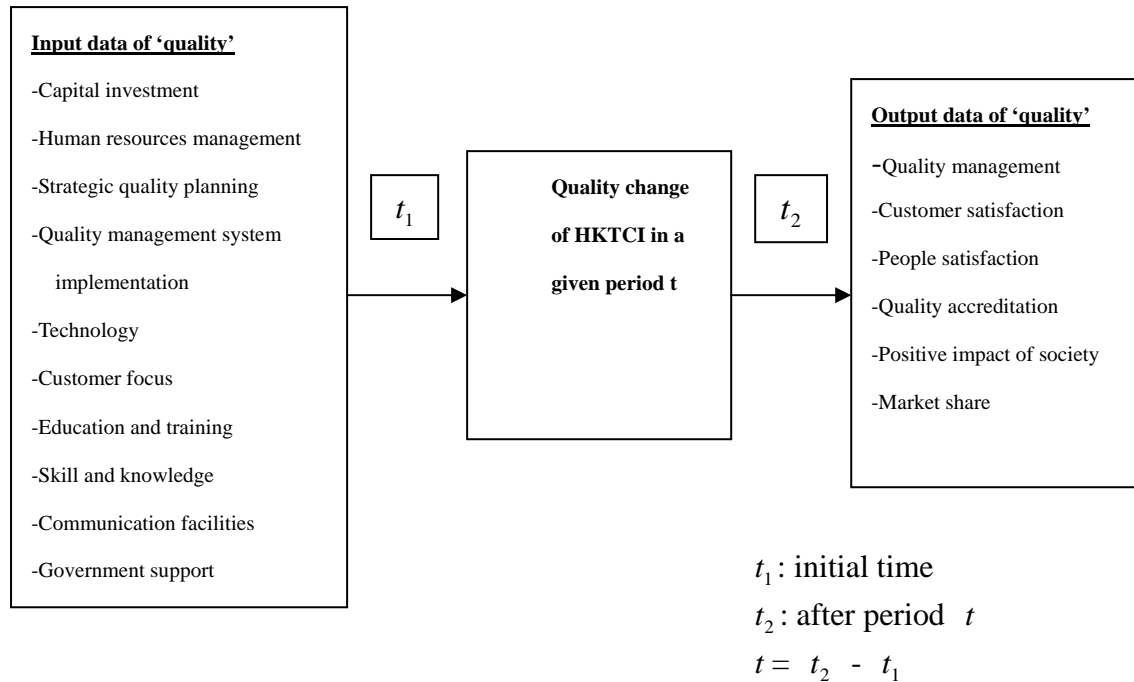 Input data of ‘quality’
-Capital investment
-Human resources management
-Strategic quality planning
-Quality management system
implementation
-Technology
-Customer focus
-Education and training
-Skill and knowledge
-Communication facilities
-Government support
t₁
Quality change
of HKTCI in a
given period t
t₂
Output data of ‘quality’
-Quality management
-Customer satisfaction
-People satisfaction
-Quality accreditation
-Positive impact of society
-Market share
t₁ : initial time
t₂ : after period t
t = t₂ - t₁